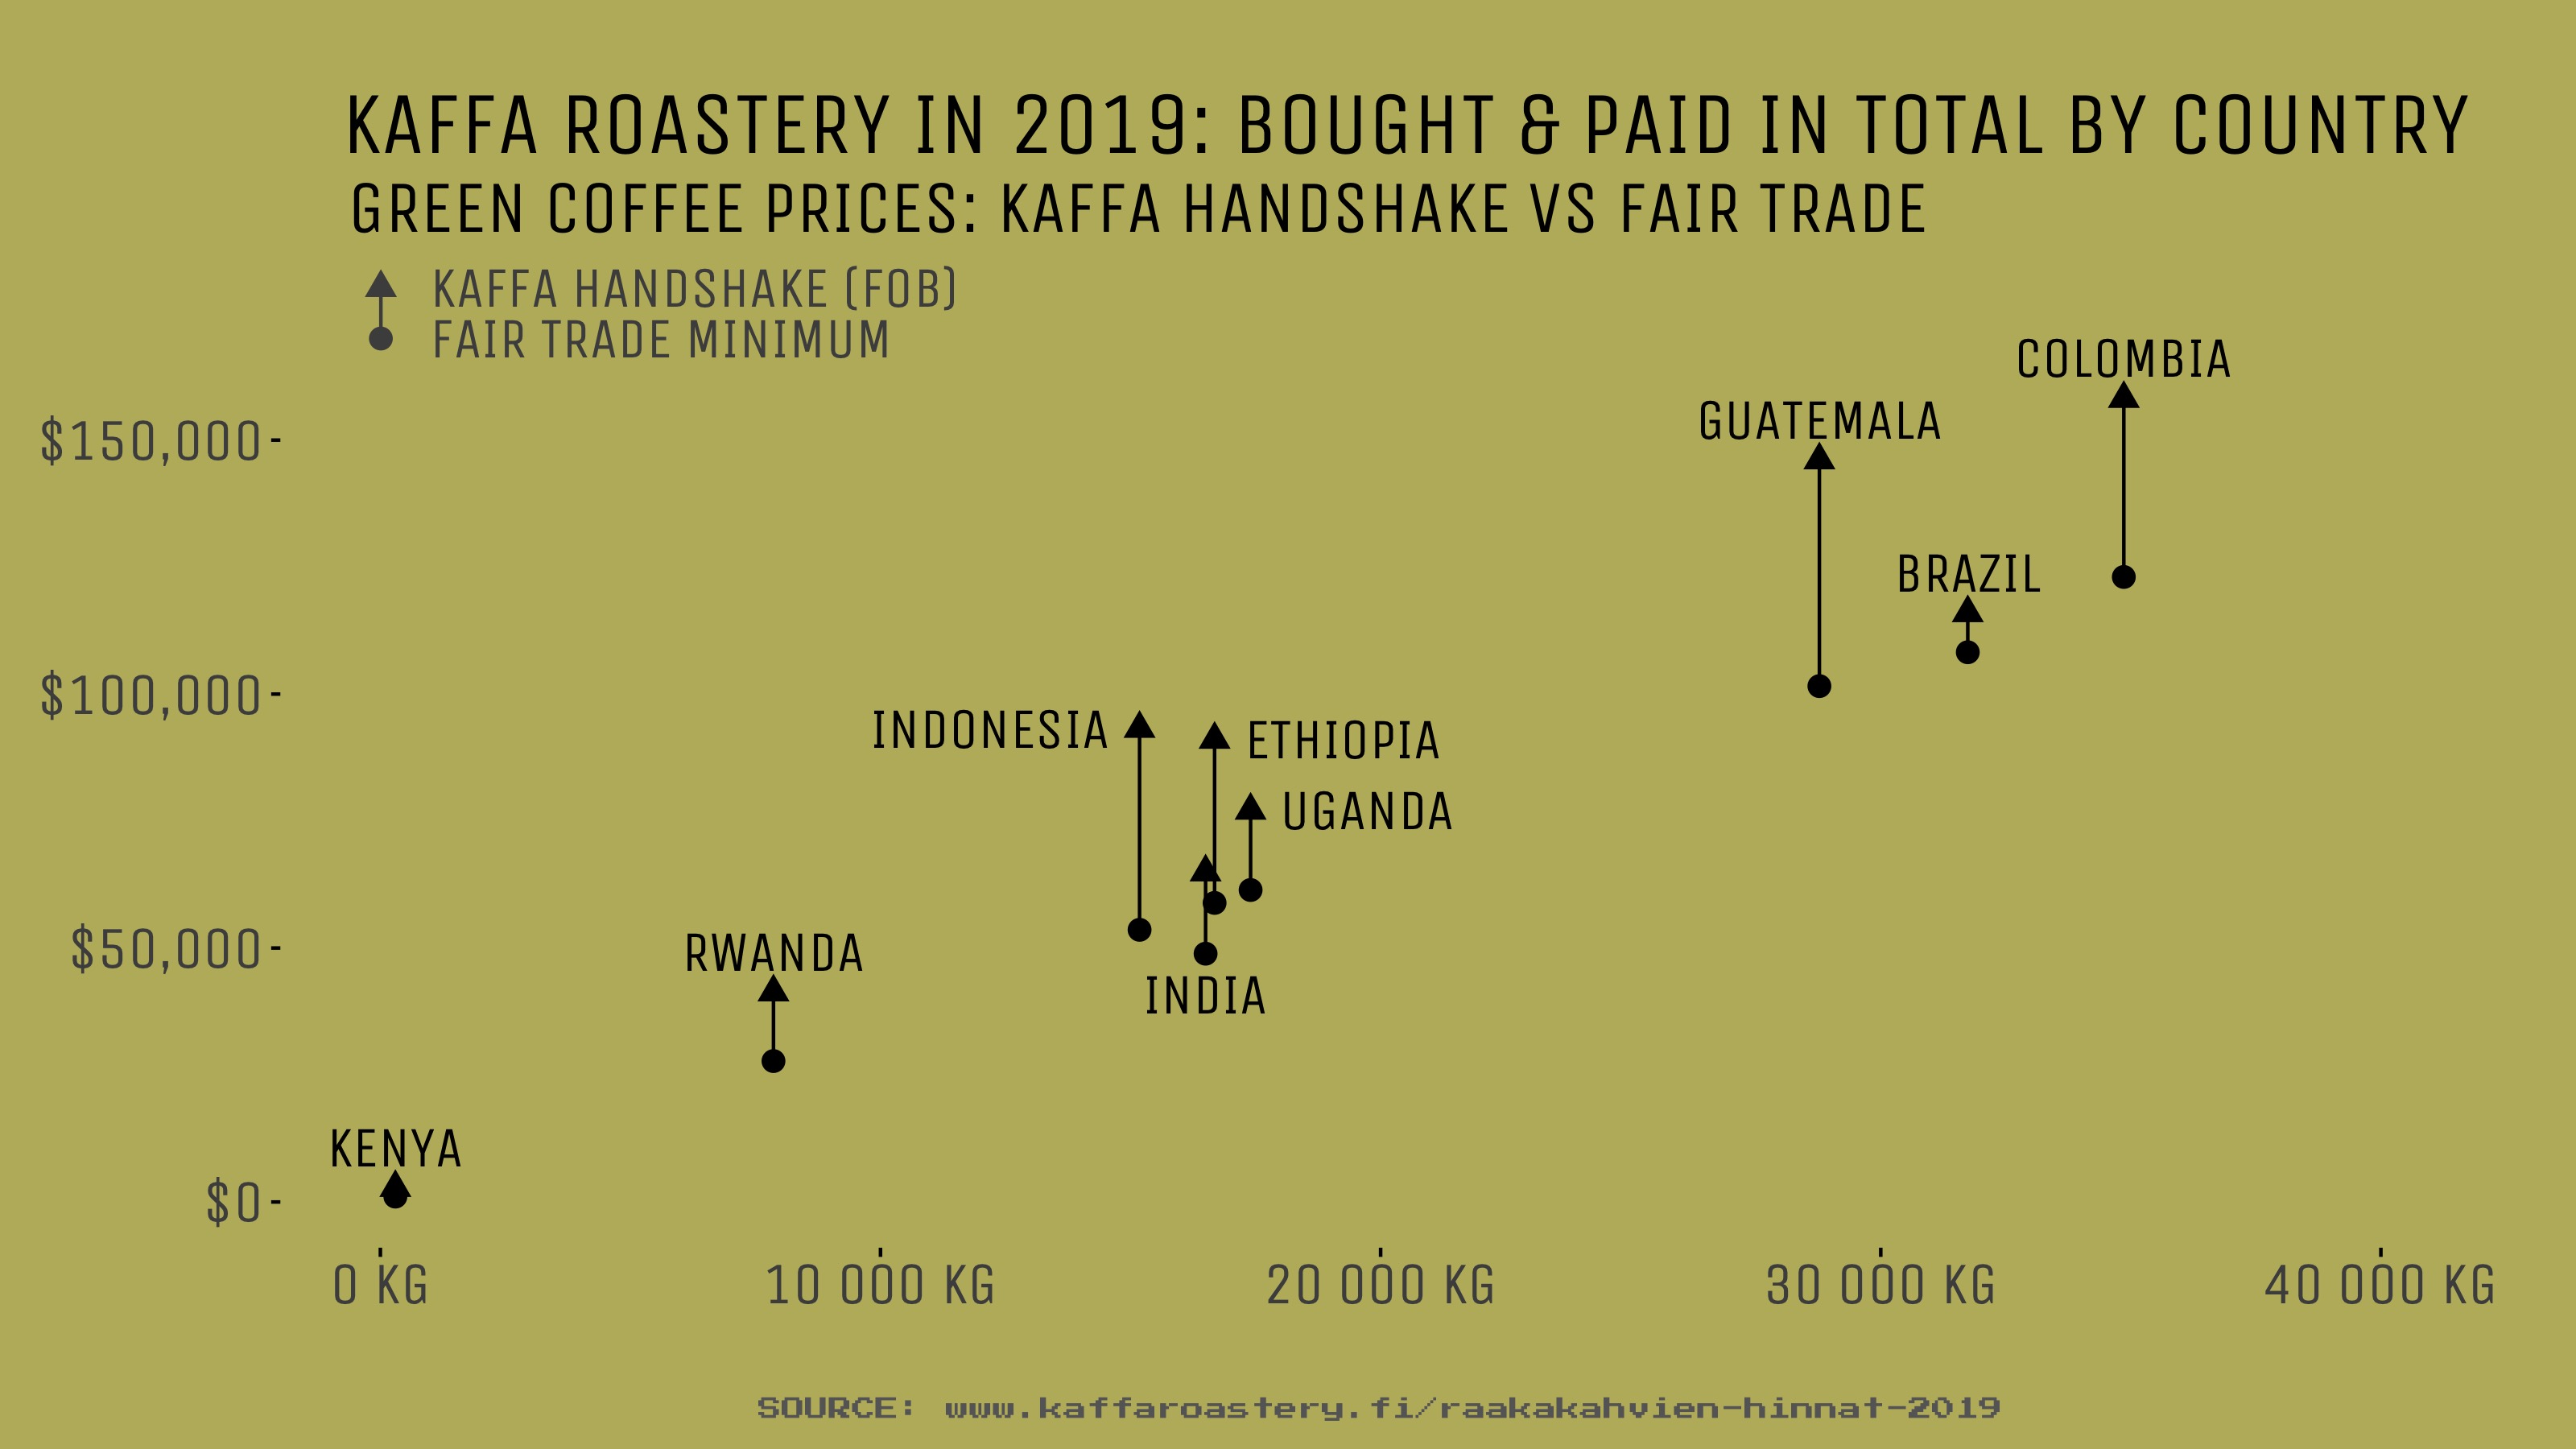 KAFFA ROASTERY IN 2019: BOUGHT & PAID IN TOTAL BY COUNTRY
GREEN COFFEE PRICES: KAFFA HANDSHAKE VS FAIR TRADE
KAFFA HANDSHAKE (FOB)
FAIR TRADE MINIMUM
COLOMBIA
GUATEMALA
$150,000
BRAZIL
$100,000
INDONESIA
ETHIOPIA
UGANDA
$50,000
RWANDA
INDIA
KENYA
$0
0 KG
10 000 KG
20 000 KG
30 000 KG
40 000 KG
SOURCE: www.kaffaroastery.fi/raakakahvien-hinnat-2019